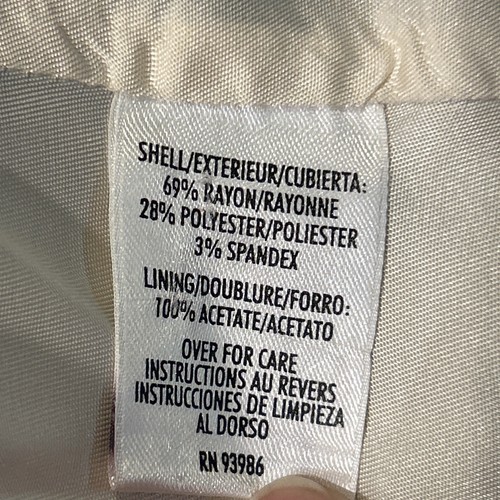 SHELL/EXTERIEUR/CUBIERTA:
69% RAYON/RAYONNE
28% POLYESTER/POLIESTER
3% SPANDEX
LINING/DOUBLURE/FORRO:
100% ACETATE/ACETATO
OVER FOR CARE
INSTRUCTIONS AU REVERS
INSTRUCCIONES DE LIMPIEZA
AL DORSO
RN 93986